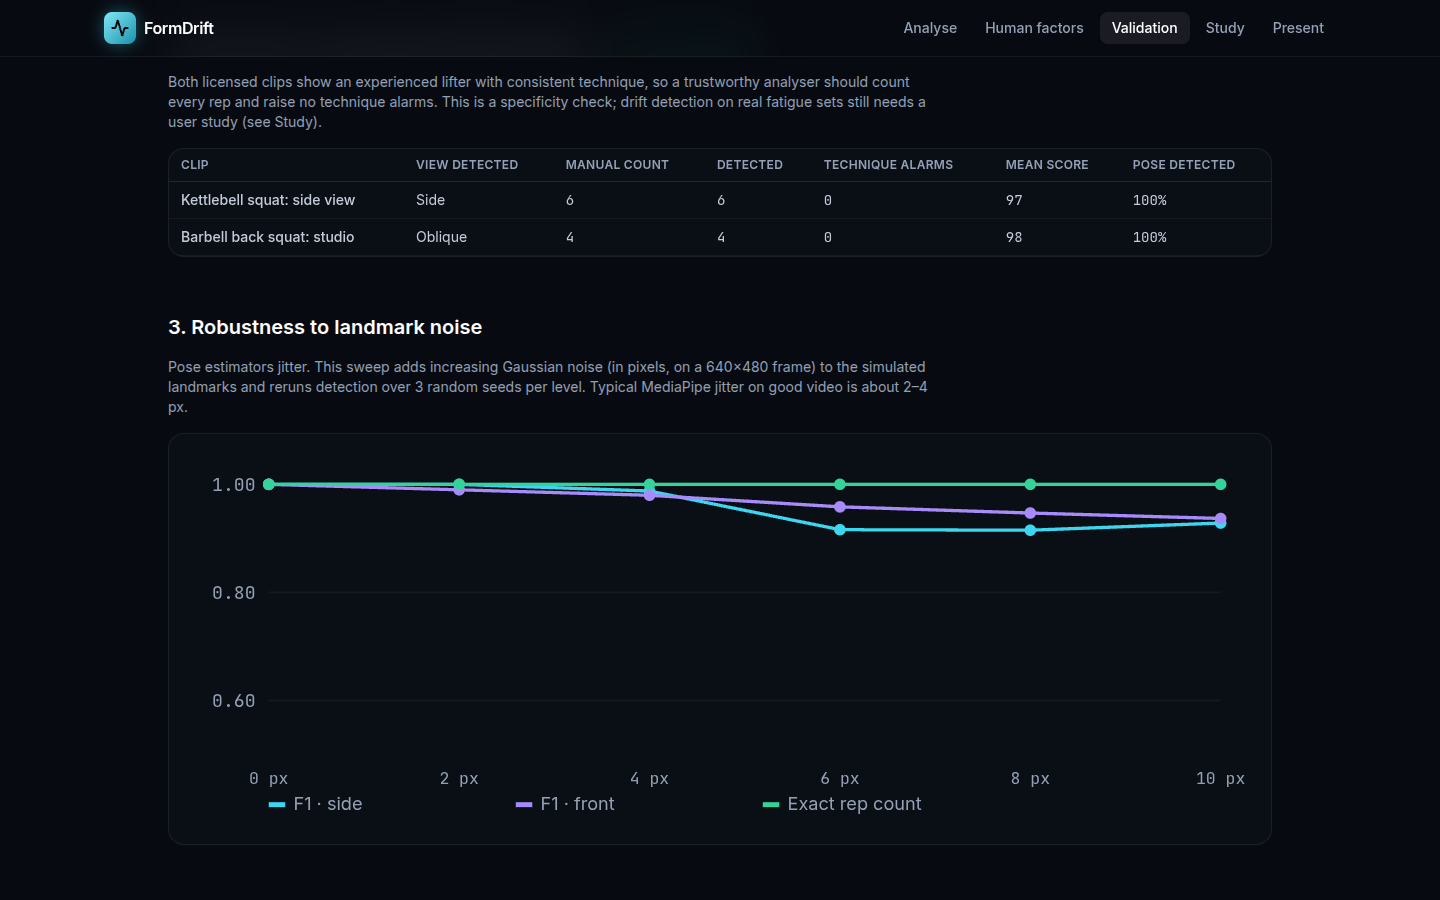 FormDrift
Analyse Human factors Validation Study Present
Both licensed clips show an experienced lifter with consistent technique, so a trustworthy analyser should count
every rep and raise no technique alarms. This is a specificity check; drift detection on real fatigue sets still needs a
user study (see Study).
CLIP VIEW DETECTED MANUAL COUNT DETECTED TECHNIQUE ALARMS MEAN SCORE POSE DETECTED
Kettlebell squat: side view Side 6 6 0 97 100%
Barbell back squat: studio Oblique 4 4 0 98 100%
3. Robustness to landmark noise
Pose estimators jitter. This sweep adds increasing Gaussian noise (in pixels, on a 640×480 frame) to the simulated
landmarks and reruns detection over 3 random seeds per level. Typical MediaPipe jitter on good video is about 2–4
px.
1.00
0.80
0.60
0 px 2 px 4 px 6 px 8 px 10 px
F1 · side F1 · front Exact rep count